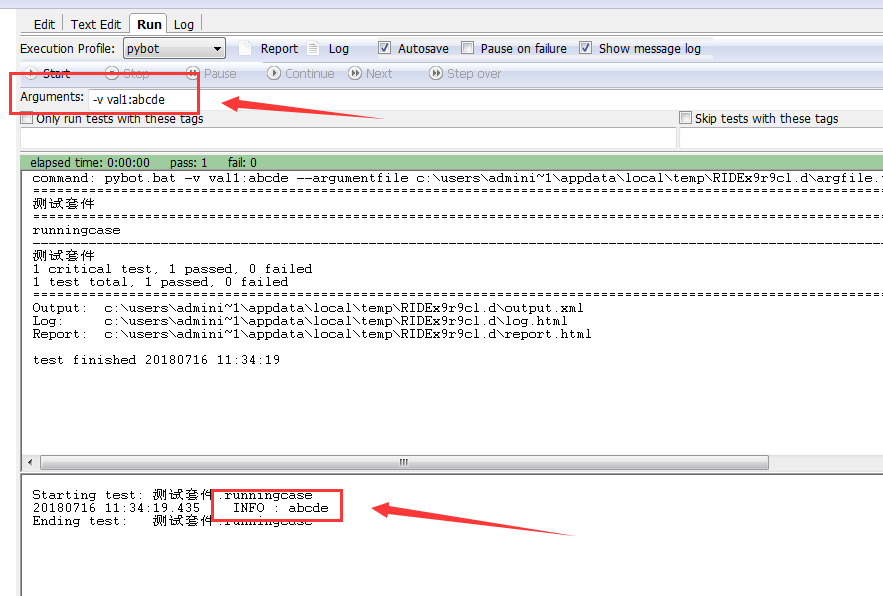 Edit Text Edit Run Log
Execution Profile: pybot Report Log Autosave Pause on failure Show message log
Start Stop Pause Continue Next Step over
Arguments: -v val1:abcde
Only run tests with these tags Skip tests with these tags
elapsed time: 0:00:00 pass: 1 fail: 0
command: pybot.bat -v val1:abcde --argumentfile c:\users\admini~1\appdata\local\temp\RIDEx9r9cl.d\argfile.
==============================================================================
测试套件
==============================================================================
runningcase
------------------------------------------------------------------------------
测试套件
1 critical test, 1 passed, 0 failed
1 test total, 1 passed, 0 failed
==============================================================================
Output: c:\users\admini~1\appdata\local\temp\RIDEx9r9cl.d\output.xml
Log: c:\users\admini~1\appdata\local\temp\RIDEx9r9cl.d\log.html
Report: c:\users\admini~1\appdata\local\temp\RIDEx9r9cl.d\report.html
test finished 20180716 11:34:19
Starting test: 测试套件.runningcase
20180716 11:34:19.435 INFO : abcde
Ending test: 测试套件.runningcase